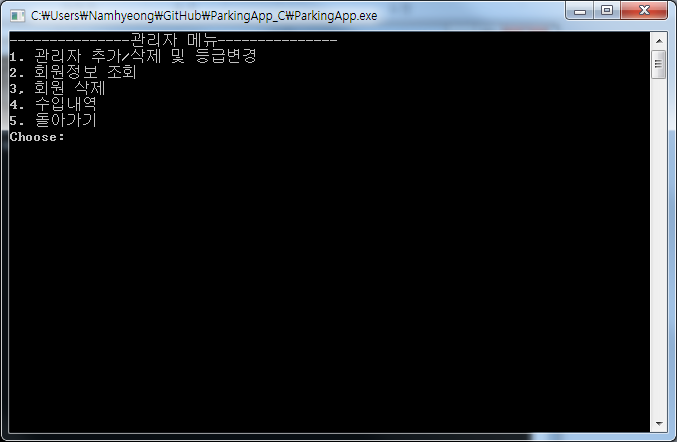 C:￦Users￦Namhyeong￦GitHub￦ParkingApp_C￦ParkingApp.exe
---------------관리자 메뉴---------------
1. 관리자 추가/삭제 및 등급변경
2. 회원정보 조회
3, 회원 삭제
4. 수입내역
5. 돌아가기
Choose: